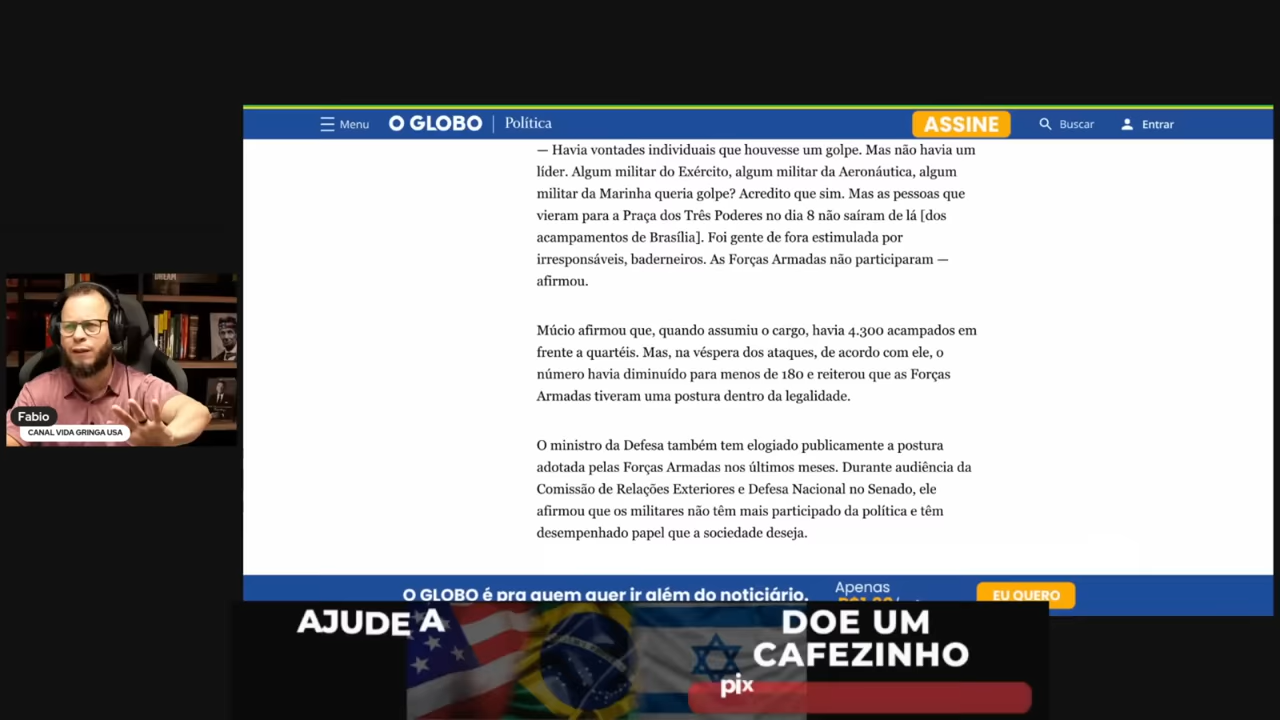 Menu
O GLOBO
Política
ASSINE
Buscar
Entrar
— Havia vontades individuais que houvesse um golpe. Mas não havia um
líder. Algum militar do Exército, algum militar da Aeronáutica, algum
militar da Marinha queria golpe? Acredito que sim. Mas as pessoas que
vieram para a Praça dos Três Poderes no dia 8 não saíram de lá [dos
acampamentos de Brasília]. Foi gente de fora estimulada por
irresponsáveis, baderneiros. As Forças Armadas não participaram —
afirmou.
Múcio afirmou que, quando assumiu o cargo, havia 4.300 acampados em
frente a quartéis. Mas, na véspera dos ataques, de acordo com ele, o
número havia diminuído para menos de 180 e reiterou que as Forças
Armadas tiveram uma postura dentro da legalidade.
O ministro da Defesa também tem elogiado publicamente a postura
adotada pelas Forças Armadas nos últimos meses. Durante audiência da
Comissão de Relações Exteriores e Defesa Nacional no Senado, ele
afirmou que os militares não têm mais participado da política e têm
desempenhado papel que a sociedade deseja.
DREAM
Fabio
CANAL VIDA GRINGA USA
O GLOBO é pra quem quer ir além do noticiário.
Apenas
EU QUERO
AJUDE A
DOE UM
CAFEZINHO
pix